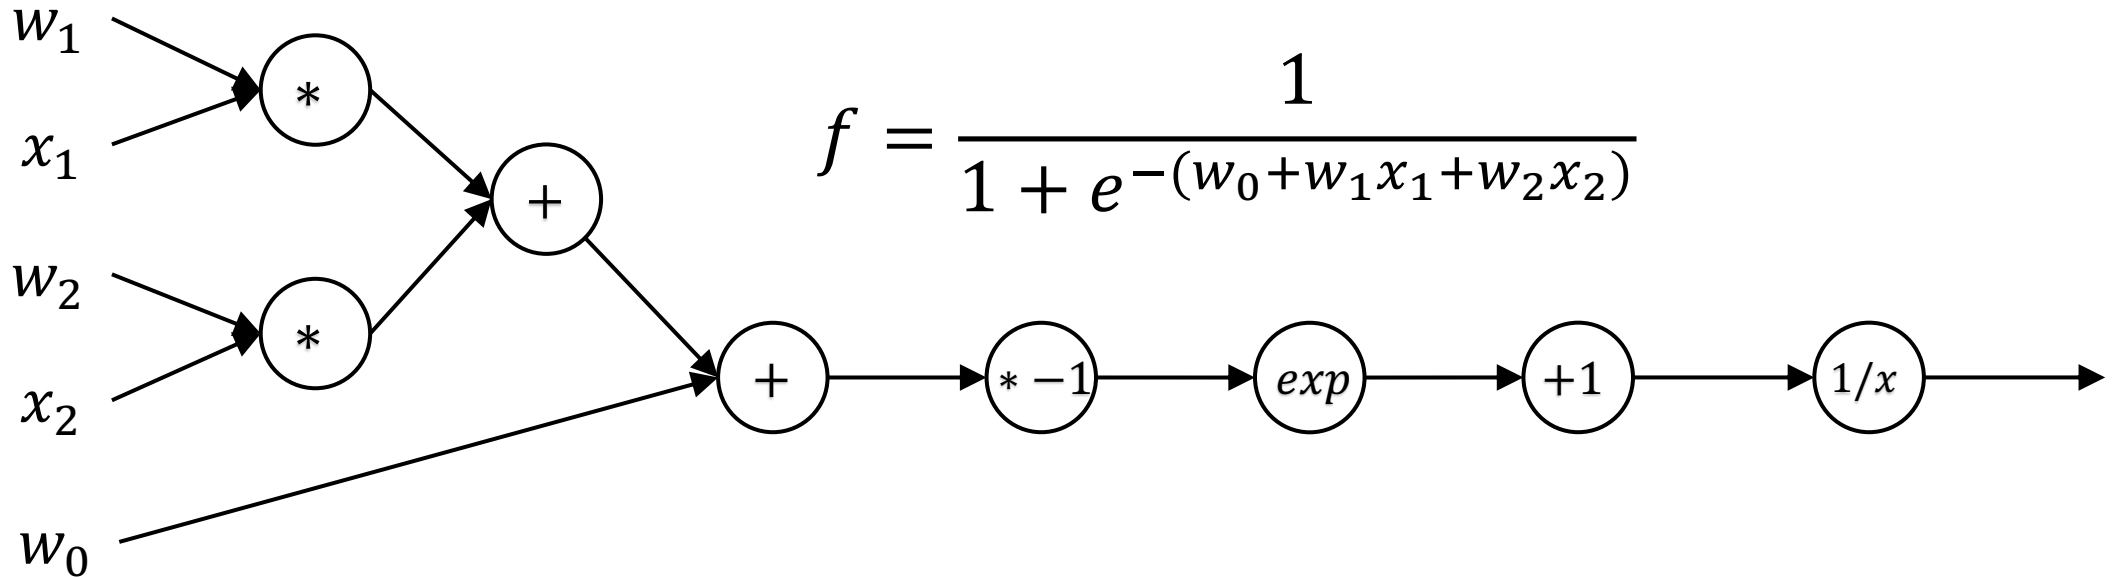 w₁
*
x₁
f = 1 / (1 + e^−(w₀+w₁x₁+w₂x₂))
+
w₂
*
x₂
+
* −1
exp
+1
1/x
w₀